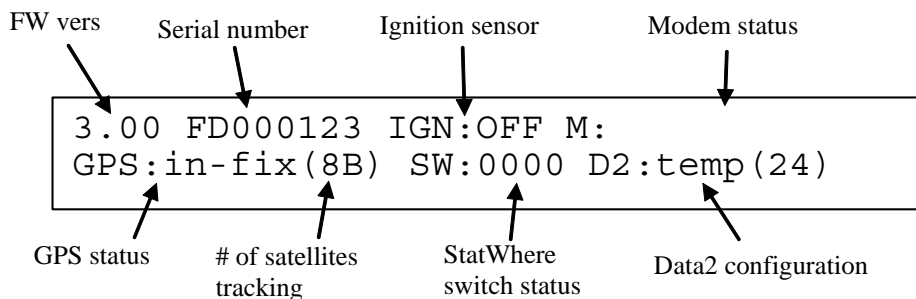 FW vers
Serial number
Ignition sensor
Modem status
3.00 FD000123 IGN:OFF M:
GPS:in-fix(8B) SW:0000 D2:temp(24)
GPS status
# of satellites
tracking
StatWhere
switch status
Data2 configuration